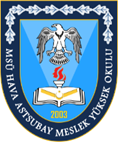 MSÜ HAVA ASTSUBAY MESLEK YÜKSEK OKULU
2003